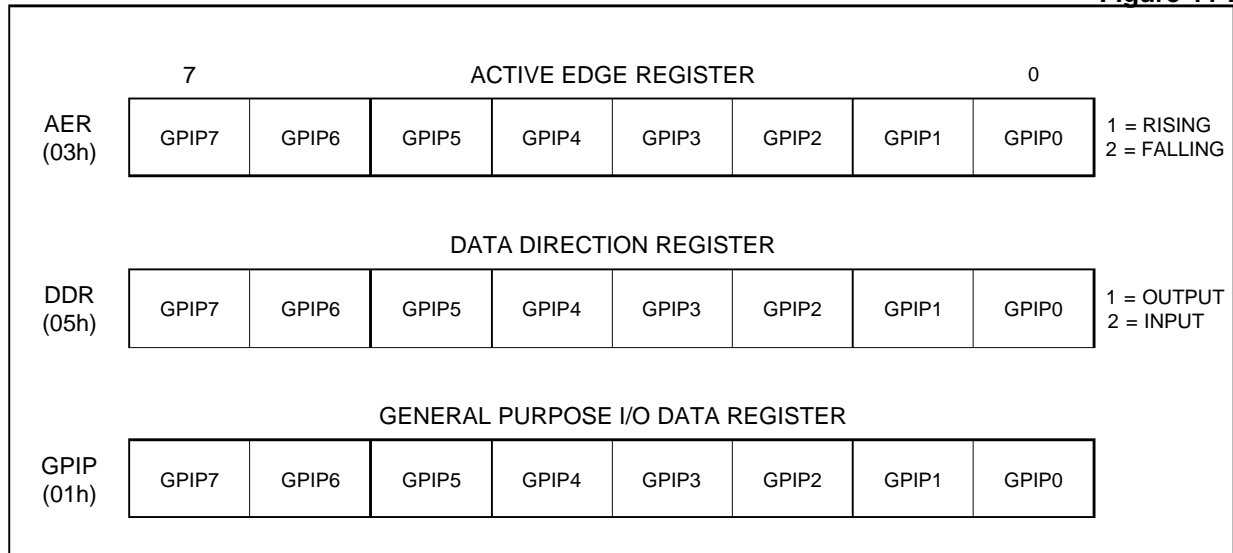 7 ACTIVE EDGE REGISTER 0
AER
(03h)
GPIP7 GPIP6 GPIP5 GPIP4 GPIP3 GPIP2 GPIP1 GPIP0
1 = RISING
2 = FALLING
DATA DIRECTION REGISTER
DDR
(05h)
GPIP7 GPIP6 GPIP5 GPIP4 GPIP3 GPIP2 GPIP1 GPIP0
1 = OUTPUT
2 = INPUT
GENERAL PURPOSE I/O DATA REGISTER
GPIP
(01h)
GPIP7 GPIP6 GPIP5 GPIP4 GPIP3 GPIP2 GPIP1 GPIP0